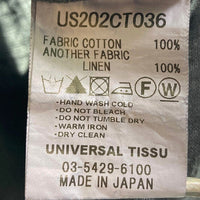 US202CT036
FABRIC COTTON 100%
ANOTHER FABRIC
LINEN 100%
- HAND WASH COLD
- DO NOT BLEACH
- DO NOT TUMBLE DRY
- WARM IRON
- DRY CLEAN
UNIVERSAL TISSU
03-5429-6100
MADE IN JAPAN